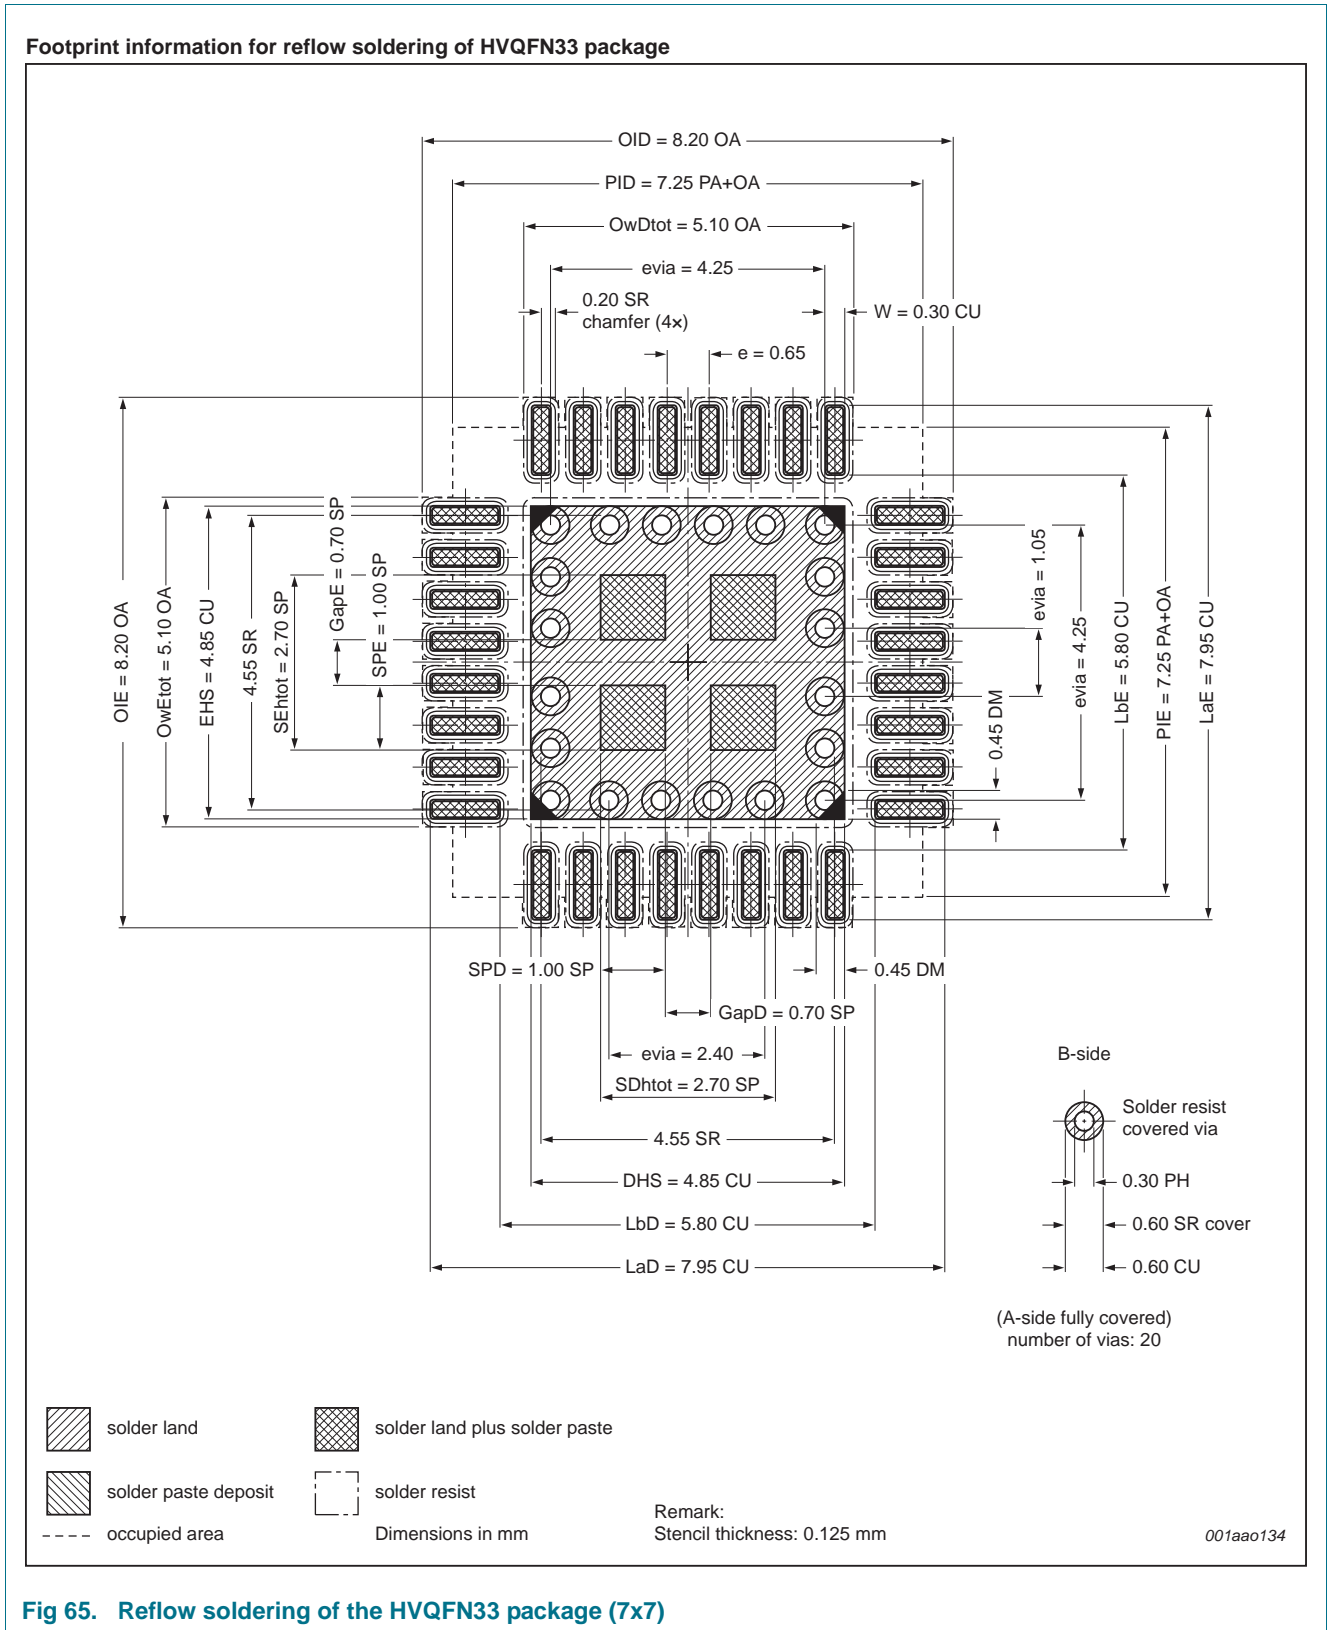 Footprint information for reflow soldering of HVQFN33 package
OID = 8.20 OA
PID = 7.25 PA+OA
OwDtot = 5.10 OA
evia = 4.25
0.20 SR
chamfer (4×)
W = 0.30 CU
e = 0.65
OIE = 8.20 OA
OwEtot = 5.10 OA
EHS = 4.85 CU
4.55 SR
SEhtot = 2.70 SP
GapE = 0.70 SP
SPE = 1.00 SP
evia = 1.05
0.45 DM
evia = 4.25
LbE = 5.80 CU
PIE = 7.25 PA+OA
LaE = 7.95 CU
SPD = 1.00 SP
0.45 DM
GapD = 0.70 SP
evia = 2.40
SDhtot = 2.70 SP
4.55 SR
DHS = 4.85 CU
LbD = 5.80 CU
LaD = 7.95 CU
B-side
Solder resist
covered via
0.30 PH
0.60 SR cover
0.60 CU
(A-side fully covered)
number of vias: 20
solder land
solder land plus solder paste
solder paste deposit
solder resist
occupied area
Dimensions in mm
Remark:
Stencil thickness: 0.125 mm
001aao134
Fig 65. Reflow soldering of the HVQFN33 package (7x7)